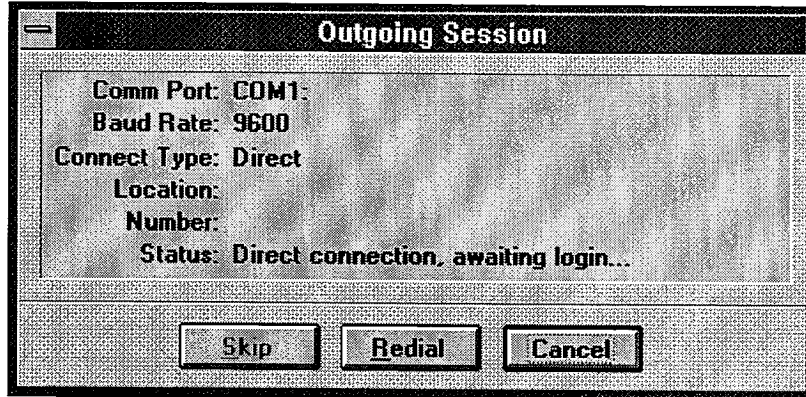 Outgoing Session
Comm Port: COM1:
Baud Rate: 9600
Connect Type: Direct
Location:
Number:
Status: Direct connection, awaiting login...
Skip Redial Cancel